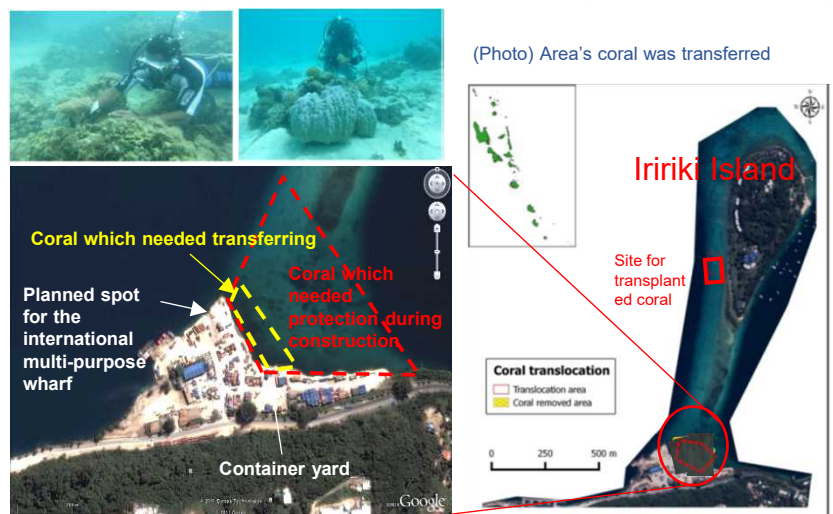 (Photo) Area's coral was transferred
Coral which needed transferring
Coral which
needed
protection during
construction
Planned spot
for the
international
multi-purpose
wharf
Container yard
Google
Iririki Island
Site for
transplant
ed coral
Coral translocation
Translocation area
Coral removed area
0 500 m